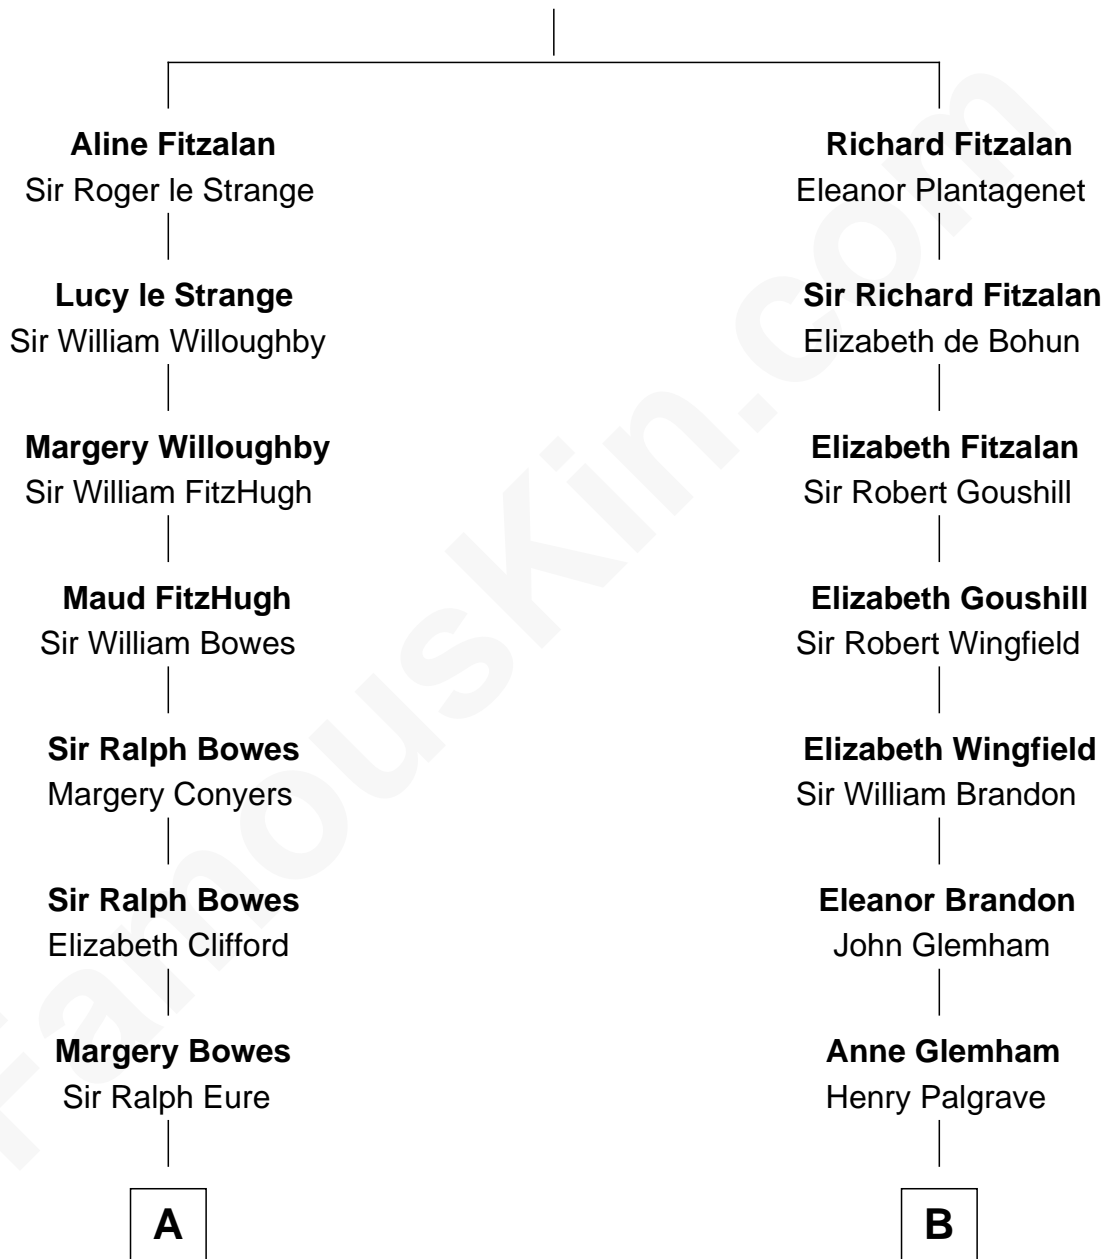 Aline Fitzalan
Sir Roger le Strange
Lucy le Strange
Sir William Willoughby
Margery Willoughby
Sir William FitzHugh
Maud FitzHugh
Sir William Bowes
Sir Ralph Bowes
Margery Conyers
Sir Ralph Bowes
Elizabeth Clifford
Margery Bowes
Sir Ralph Eure
A
Richard Fitzalan
Eleanor Plantagenet
Sir Richard Fitzalan
Elizabeth de Bohun
Elizabeth Fitzalan
Sir Robert Goushill
Elizabeth Goushill
Sir Robert Wingfield
Elizabeth Wingfield
Sir William Brandon
Eleanor Brandon
John Glemham
Anne Glemham
Henry Palgrave
B
FamousKin.com